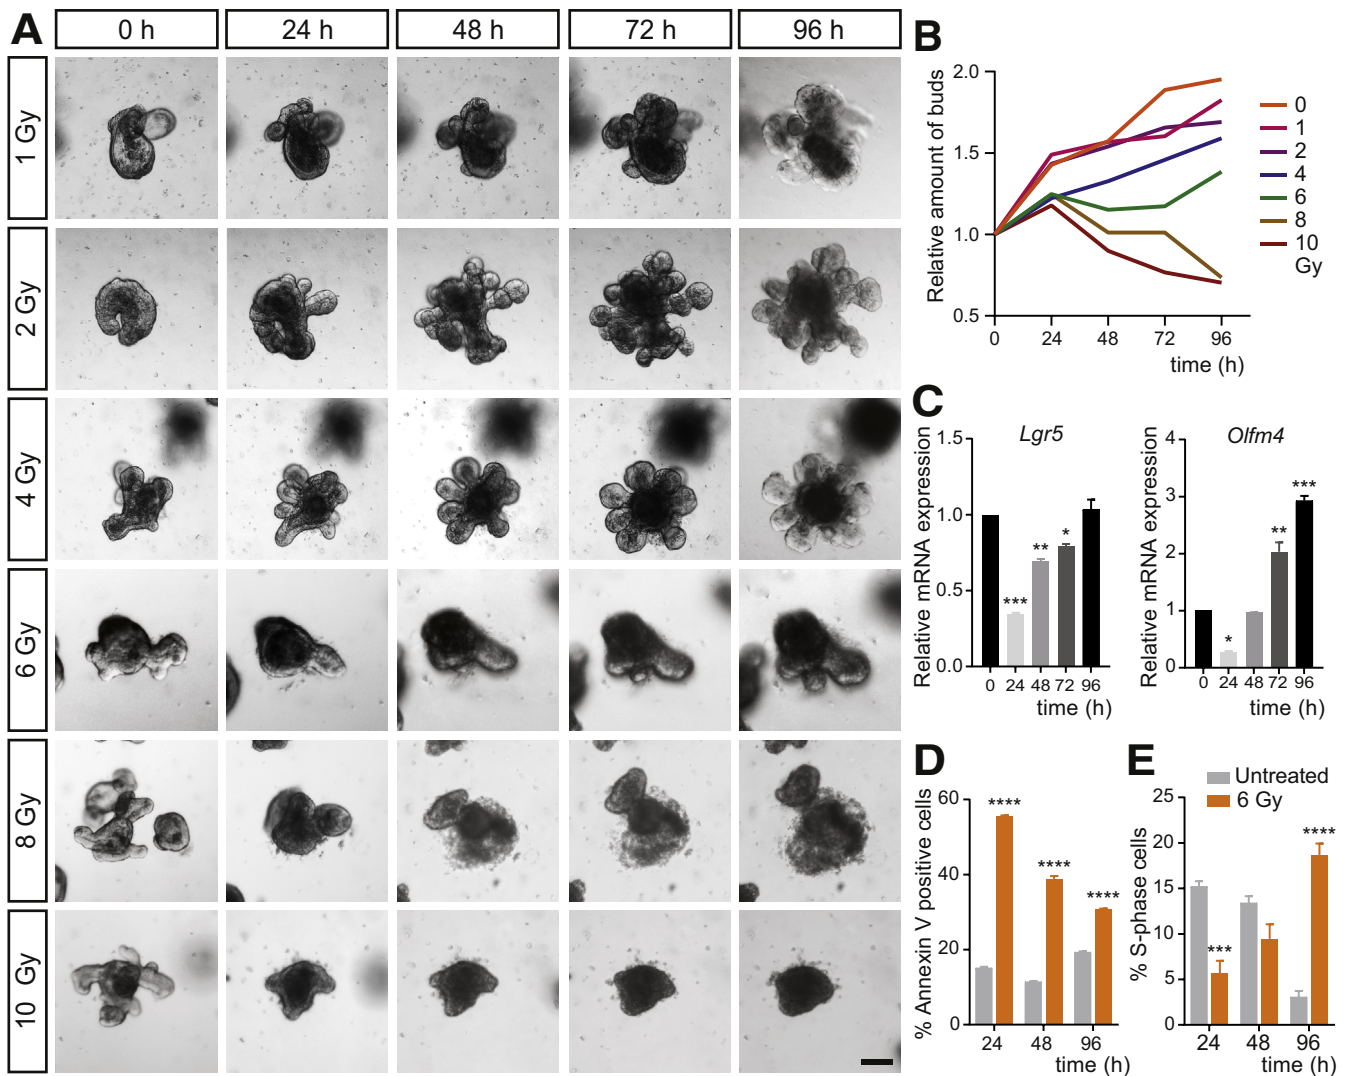 A
0 h
24 h
48 h
72 h
96 h
1 Gy
2 Gy
4 Gy
6 Gy
8 Gy
10 Gy
B
Relative amount of buds
2.0
1.5
1.0
0.5
0
24
48
72
96
time (h)
0
1
2
4
6
8
10
Gy
C
Lgr5
Relative mRNA expression
1.5
1.0
0.5
0.0
***
**
*
0
24
48
72
96
time (h)
Olfm4
Relative mRNA expression
4
3
2
1
0
*
**
***
0
24
48
72
96
time (h)
D
% Annexin V positive cells
60
40
20
0
****
****
****
24
48
96
time (h)
E
Untreated
6 Gy
% S-phase cells
25
20
15
10
5
0
***
****
24
48
96
time (h)